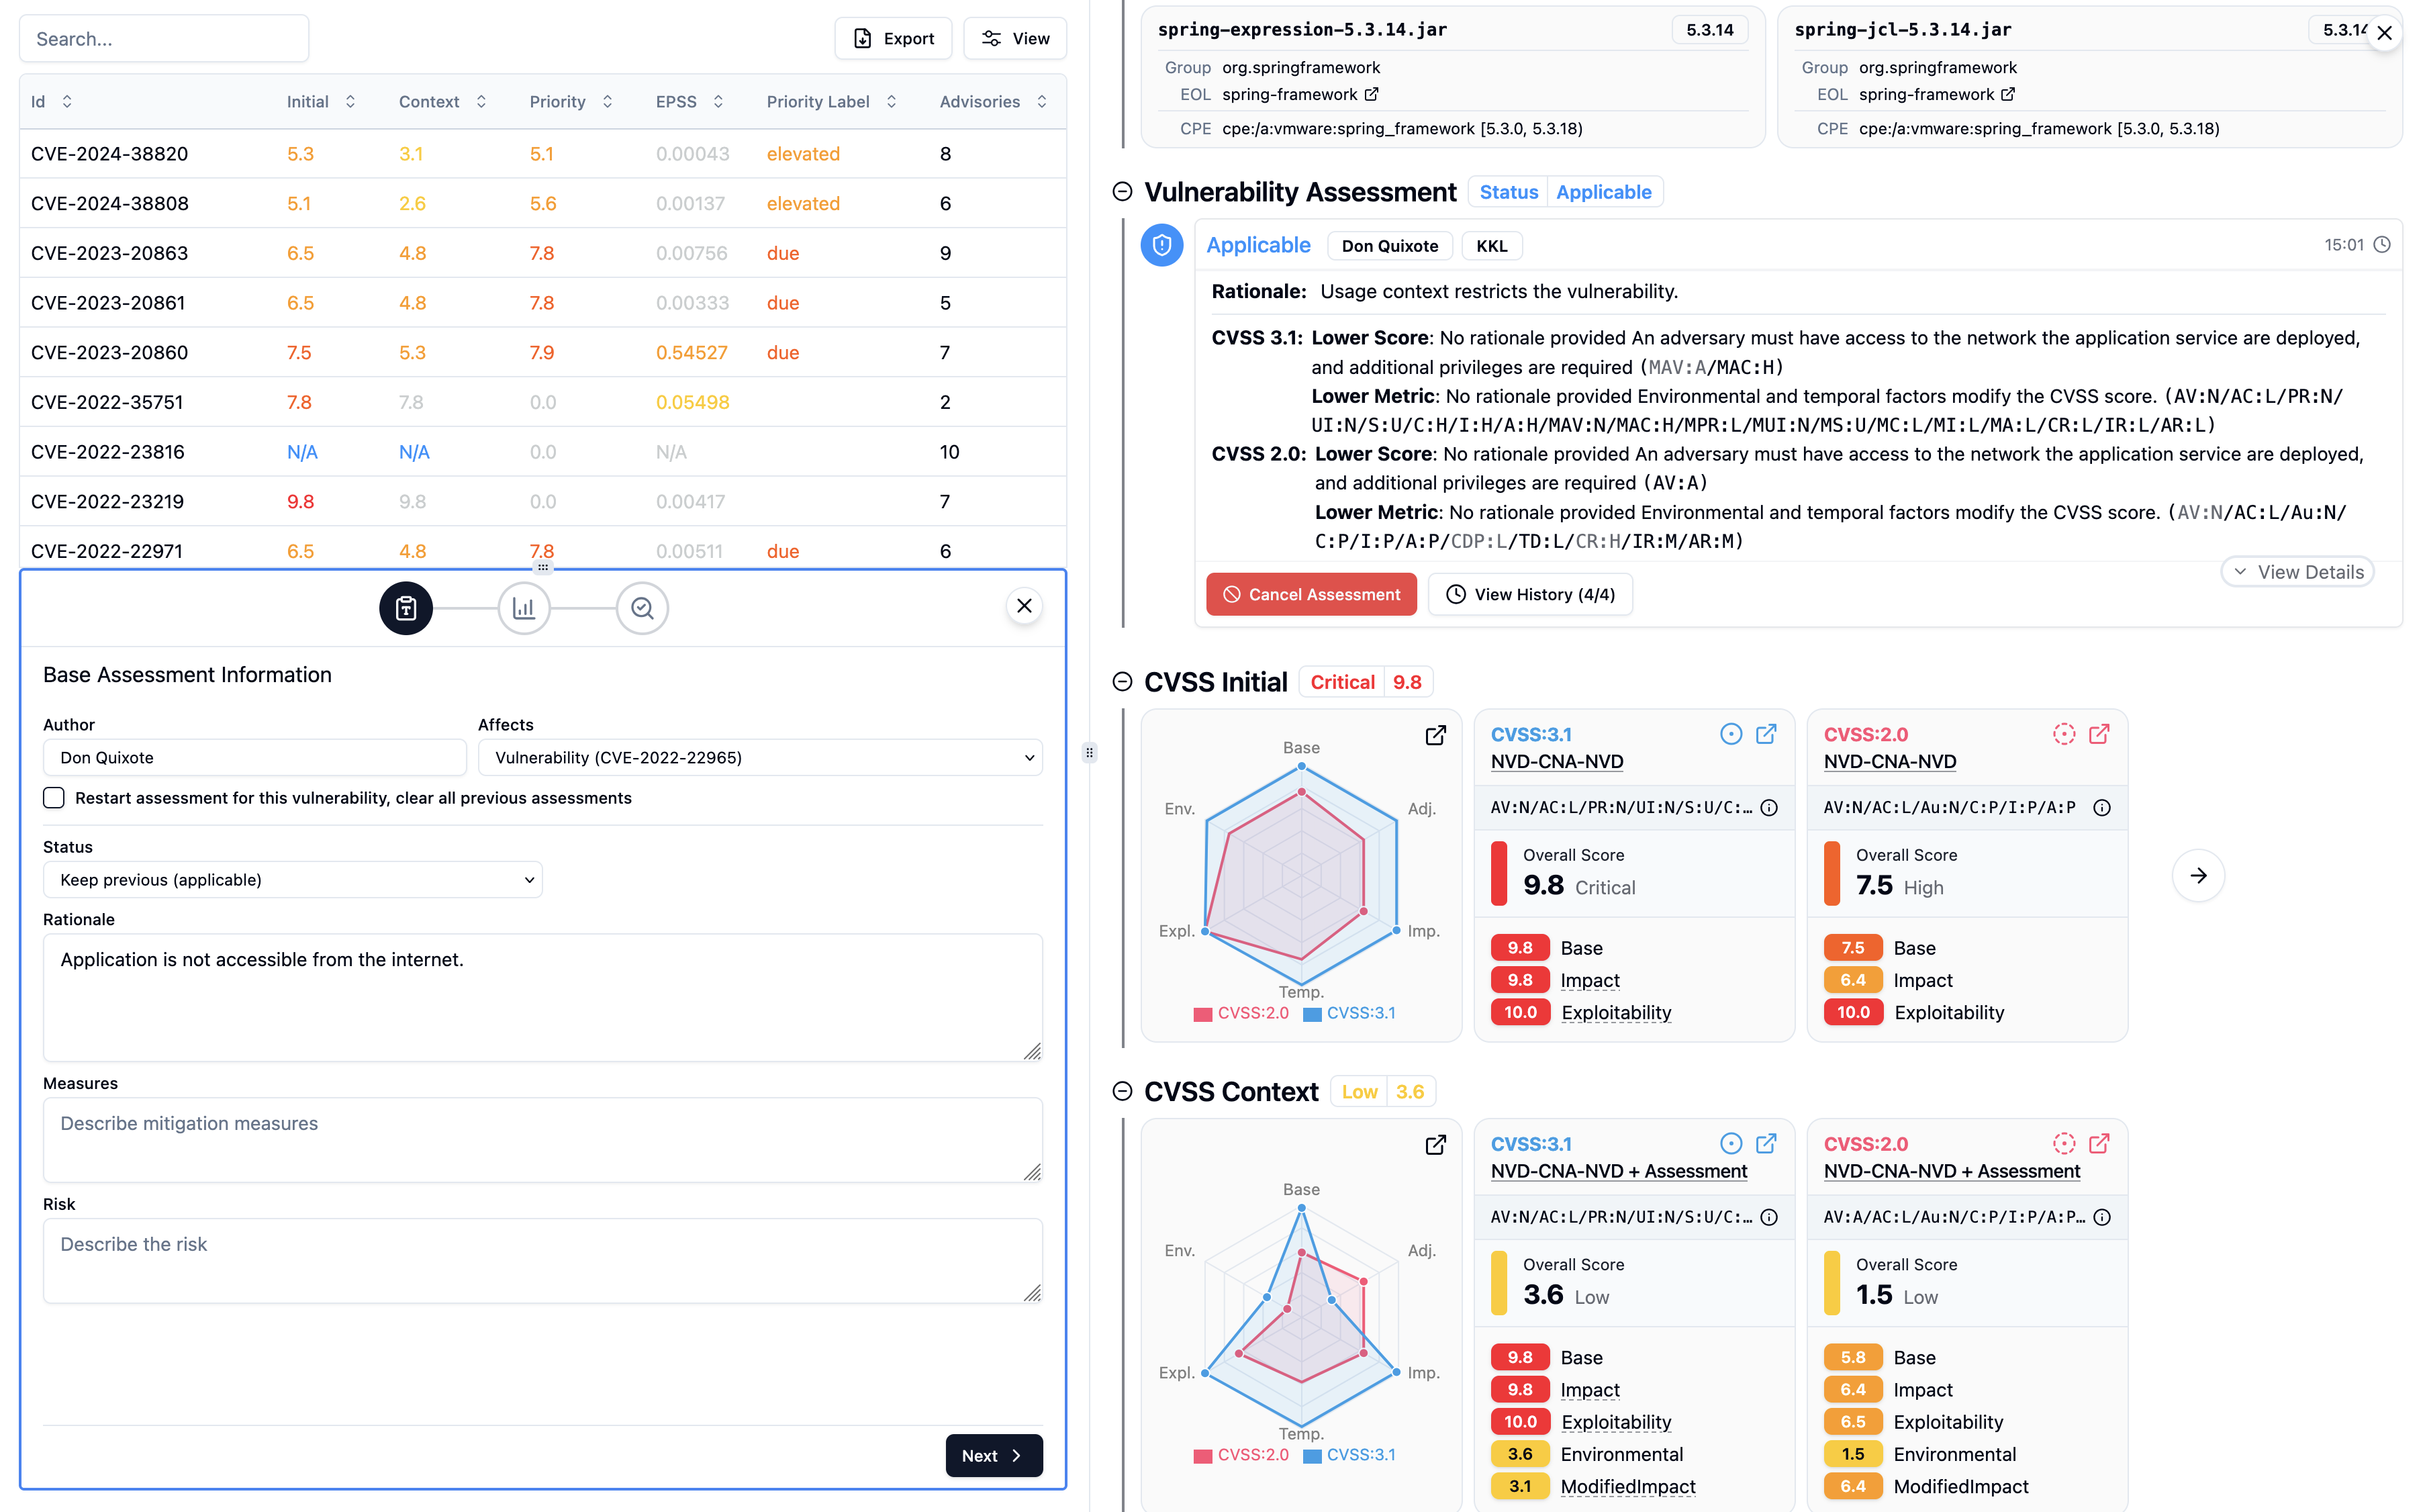 Search...
Export
View
Id Initial Context Priority EPSS Priority Label Advisories
CVE-2024-38820 5.3 3.1 5.1 0.00043 elevated 8
CVE-2024-38808 5.1 2.6 5.6 0.00137 elevated 6
CVE-2023-20863 6.5 4.8 7.8 0.00756 due 9
CVE-2023-20861 6.5 4.8 7.8 0.00333 due 5
CVE-2023-20860 7.5 5.3 7.9 0.54527 due 7
CVE-2022-35751 7.8 7.8 0.0 0.05498 2
CVE-2022-23816 N/A N/A 0.0 N/A 10
CVE-2022-23219 9.8 9.8 0.0 0.00417 7
CVE-2022-22971 6.5 4.8 7.8 0.00511 due 6
Base Assessment Information
Author
Don Quixote
Affects
Vulnerability (CVE-2022-22965)
Restart assessment for this vulnerability, clear all previous assessments
Status
Keep previous (applicable)
Rationale
Application is not accessible from the internet.
Measures
Describe mitigation measures
Risk
Describe the risk
Next
spring-expression-5.3.14.jar 5.3.14
Group org.springframework
EOL spring-framework
CPE cpe:/a:vmware:spring_framework [5.3.0, 5.3.18)
spring-jcl-5.3.14.jar 5.3.14
Group org.springframework
EOL spring-framework
CPE cpe:/a:vmware:spring_framework [5.3.0, 5.3.18)
Vulnerability Assessment Status Applicable
Applicable Don Quixote KKL 15:01
Rationale: Usage context restricts the vulnerability.
CVSS 3.1: Lower Score: No rationale provided An adversary must have access to the network the application service are deployed,
and additional privileges are required (MAV:A/MAC:H)
Lower Metric: No rationale provided Environmental and temporal factors modify the CVSS score. (AV:N/AC:L/PR:N/
UI:N/S:U/C:H/I:H/A:H/MAV:N/MAC:H/MPR:L/MUI:N/MS:U/MC:L/MI:L/MA:L/CR:L/IR:L/AR:L)
CVSS 2.0: Lower Score: No rationale provided An adversary must have access to the network the application service are deployed,
and additional privileges are required (AV:A)
Lower Metric: No rationale provided Environmental and temporal factors modify the CVSS score. (AV:N/AC:L/Au:N/
C:P/I:P/A:P/CDP:L/TD:L/CR:H/IR:M/AR:M)
View Details
Cancel Assessment
View History (4/4)
CVSS Initial Critical 9.8
Base
Env.
Adj.
Expl.
Imp.
Temp.
CVSS:2.0 CVSS:3.1
CVSS:3.1
NVD-CNA-NVD
AV:N/AC:L/PR:N/UI:N/S:U/C:...
Overall Score
9.8 Critical
9.8 Base
9.8 Impact
10.0 Exploitability
CVSS:2.0
NVD-CNA-NVD
AV:N/AC:L/Au:N/C:P/I:P/A:P
Overall Score
7.5 High
7.5 Base
6.4 Impact
10.0 Exploitability
CVSS Context Low 3.6
Base
Env.
Adj.
Expl.
Imp.
Temp.
CVSS:2.0 CVSS:3.1
CVSS:3.1
NVD-CNA-NVD + Assessment
AV:N/AC:L/PR:N/UI:N/S:U/C:...
Overall Score
3.6 Low
9.8 Base
9.8 Impact
10.0 Exploitability
3.6 Environmental
3.1 ModifiedImpact
CVSS:2.0
NVD-CNA-NVD + Assessment
AV:A/AC:L/Au:N/C:P/I:P/A:P...
Overall Score
1.5 Low
5.8 Base
6.4 Impact
6.5 Exploitability
1.5 Environmental
6.4 ModifiedImpact